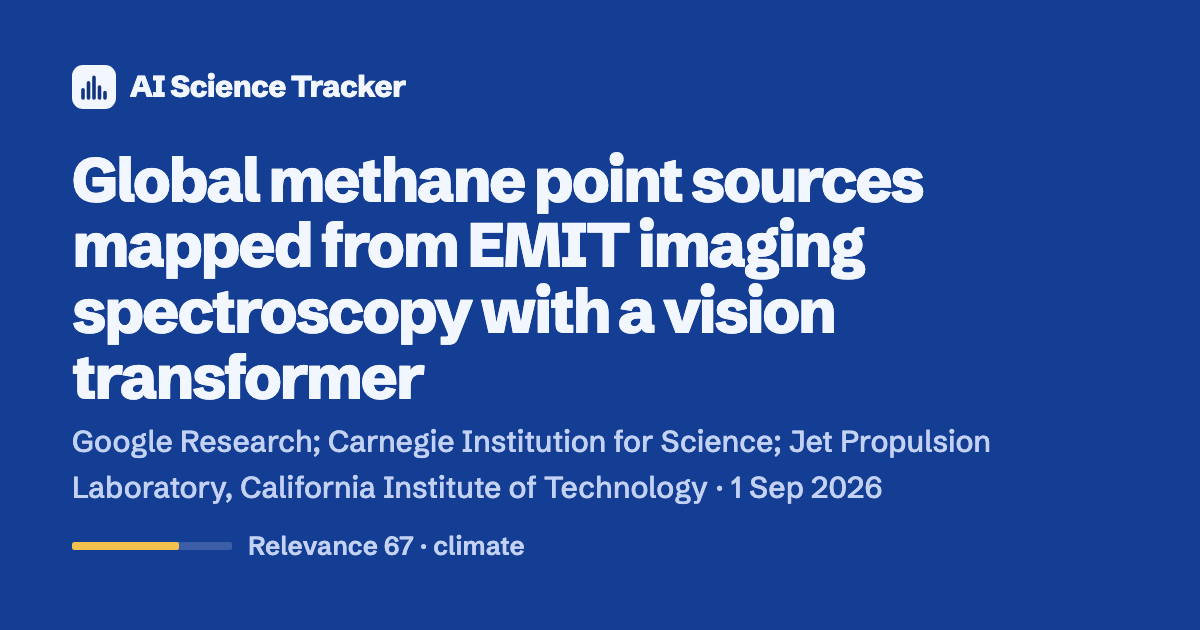 AI Science Tracker
Global methane point sources
mapped from EMIT imaging
spectroscopy with a vision
transformer
Google Research; Carnegie Institution for Science; Jet Propulsion
Laboratory, California Institute of Technology · 1 Sep 2026
Relevance 67 · climate